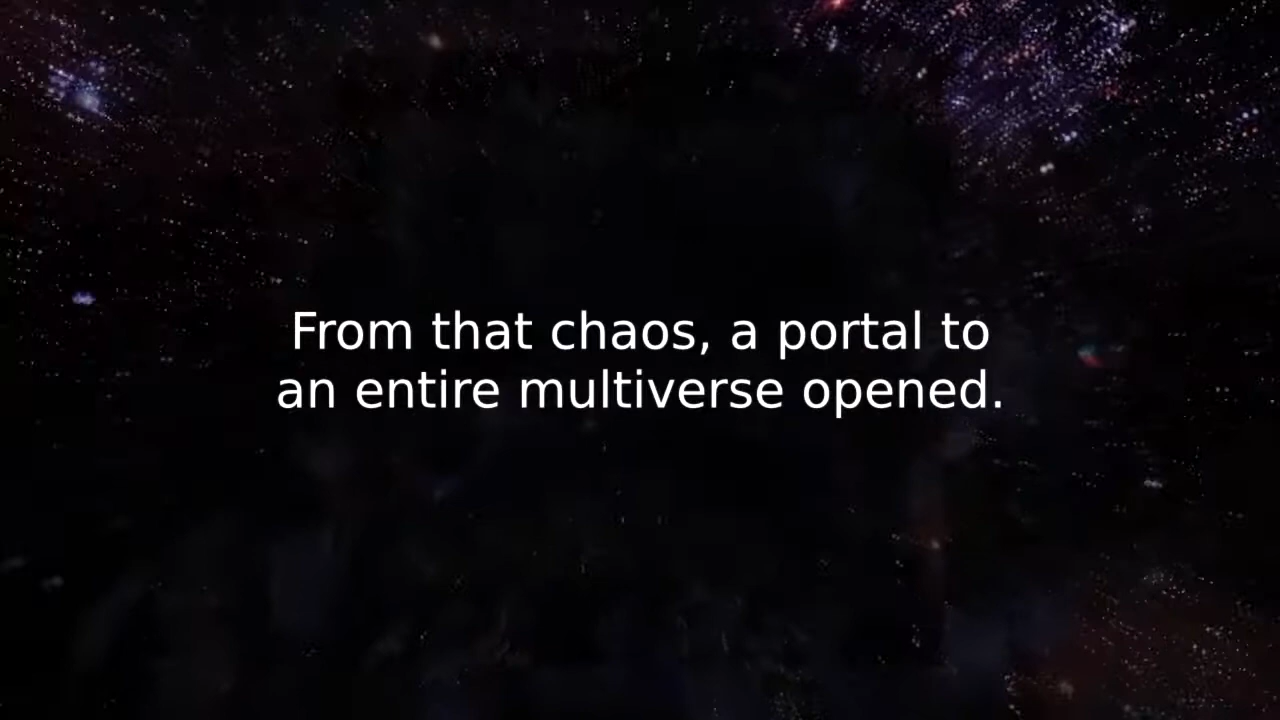 From that chaos, a portal to
an entire multiverse opened.